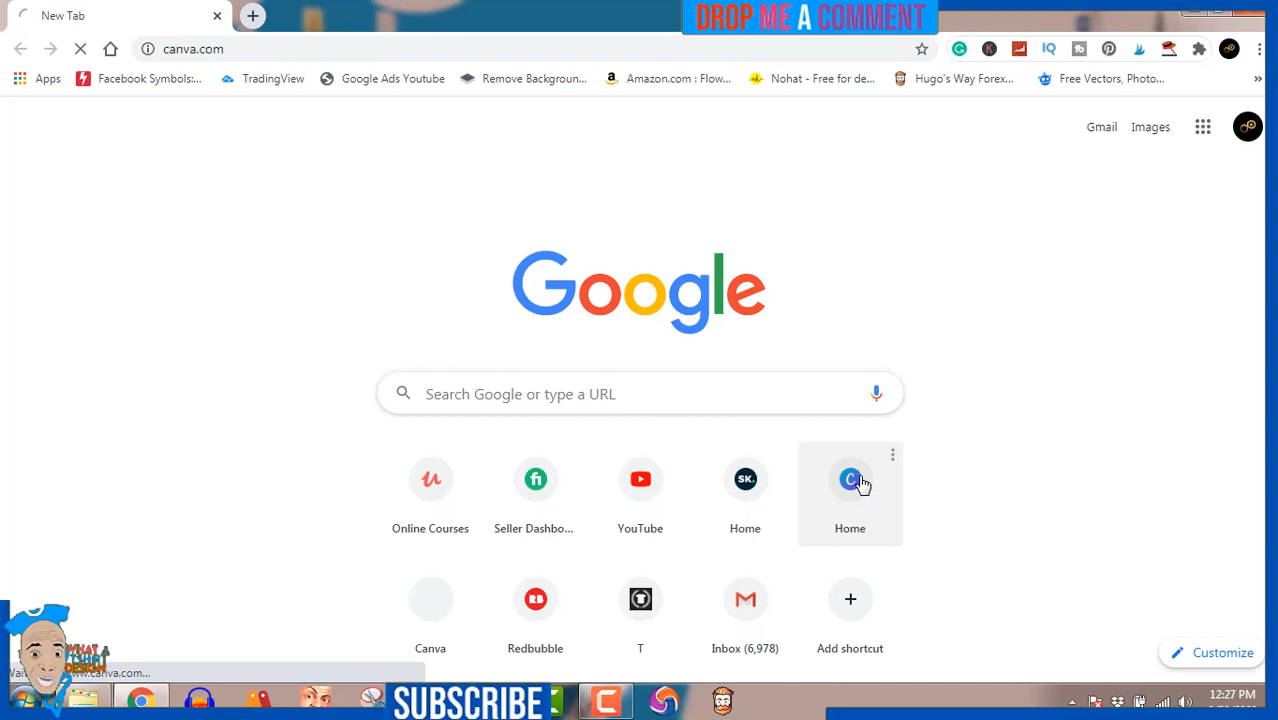 New Tab
DROP ME A COMMENT
canva.com
Apps
Facebook Symbols:...
TradingView
Google Ads Youtube
Remove Backgroun...
Amazon.com : Flow...
Nohat - Free for de...
Hugo's Way Forex...
Free Vectors, Photo...
Gmail
Images
Google
Search Google or type a URL
Online Courses
Seller Dashbo...
YouTube
SK.
Home
Home
Canva
Redbubble
T
Inbox (6,978)
Add shortcut
Customize
WHAT A
TSHIRT
DESIGN
SUBSCRIBE
12:27 PM